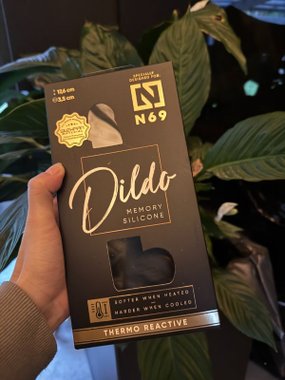 17,6 cm
3,5 cm
SPECIALLY
DESIGNED FOR:
N69
Dildo
MEMORY
SILICONE
SOFTER WHEN HEATED
HARDER WHEN COOLED
THERMO REACTIVE